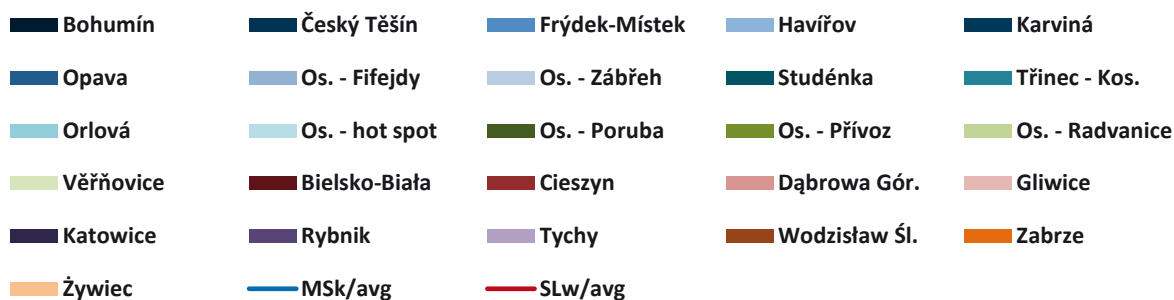 Bohumín Český Těšín Frýdek-Místek Havířov Karviná
Opava Os. - Fifejdy Os. - Zábřeh Studénka Třinec - Kos.
Orlová Os. - hot spot Os. - Poruba Os. - Přívoz Os. - Radvanice
Věřňovice Bielsko-Biała Cieszyn Dąbrowa Gór. Gliwice
Katowice Rybnik Tychy Wodzisław Śl. Zabrze
Żywiec MSk/avg SLw/avg